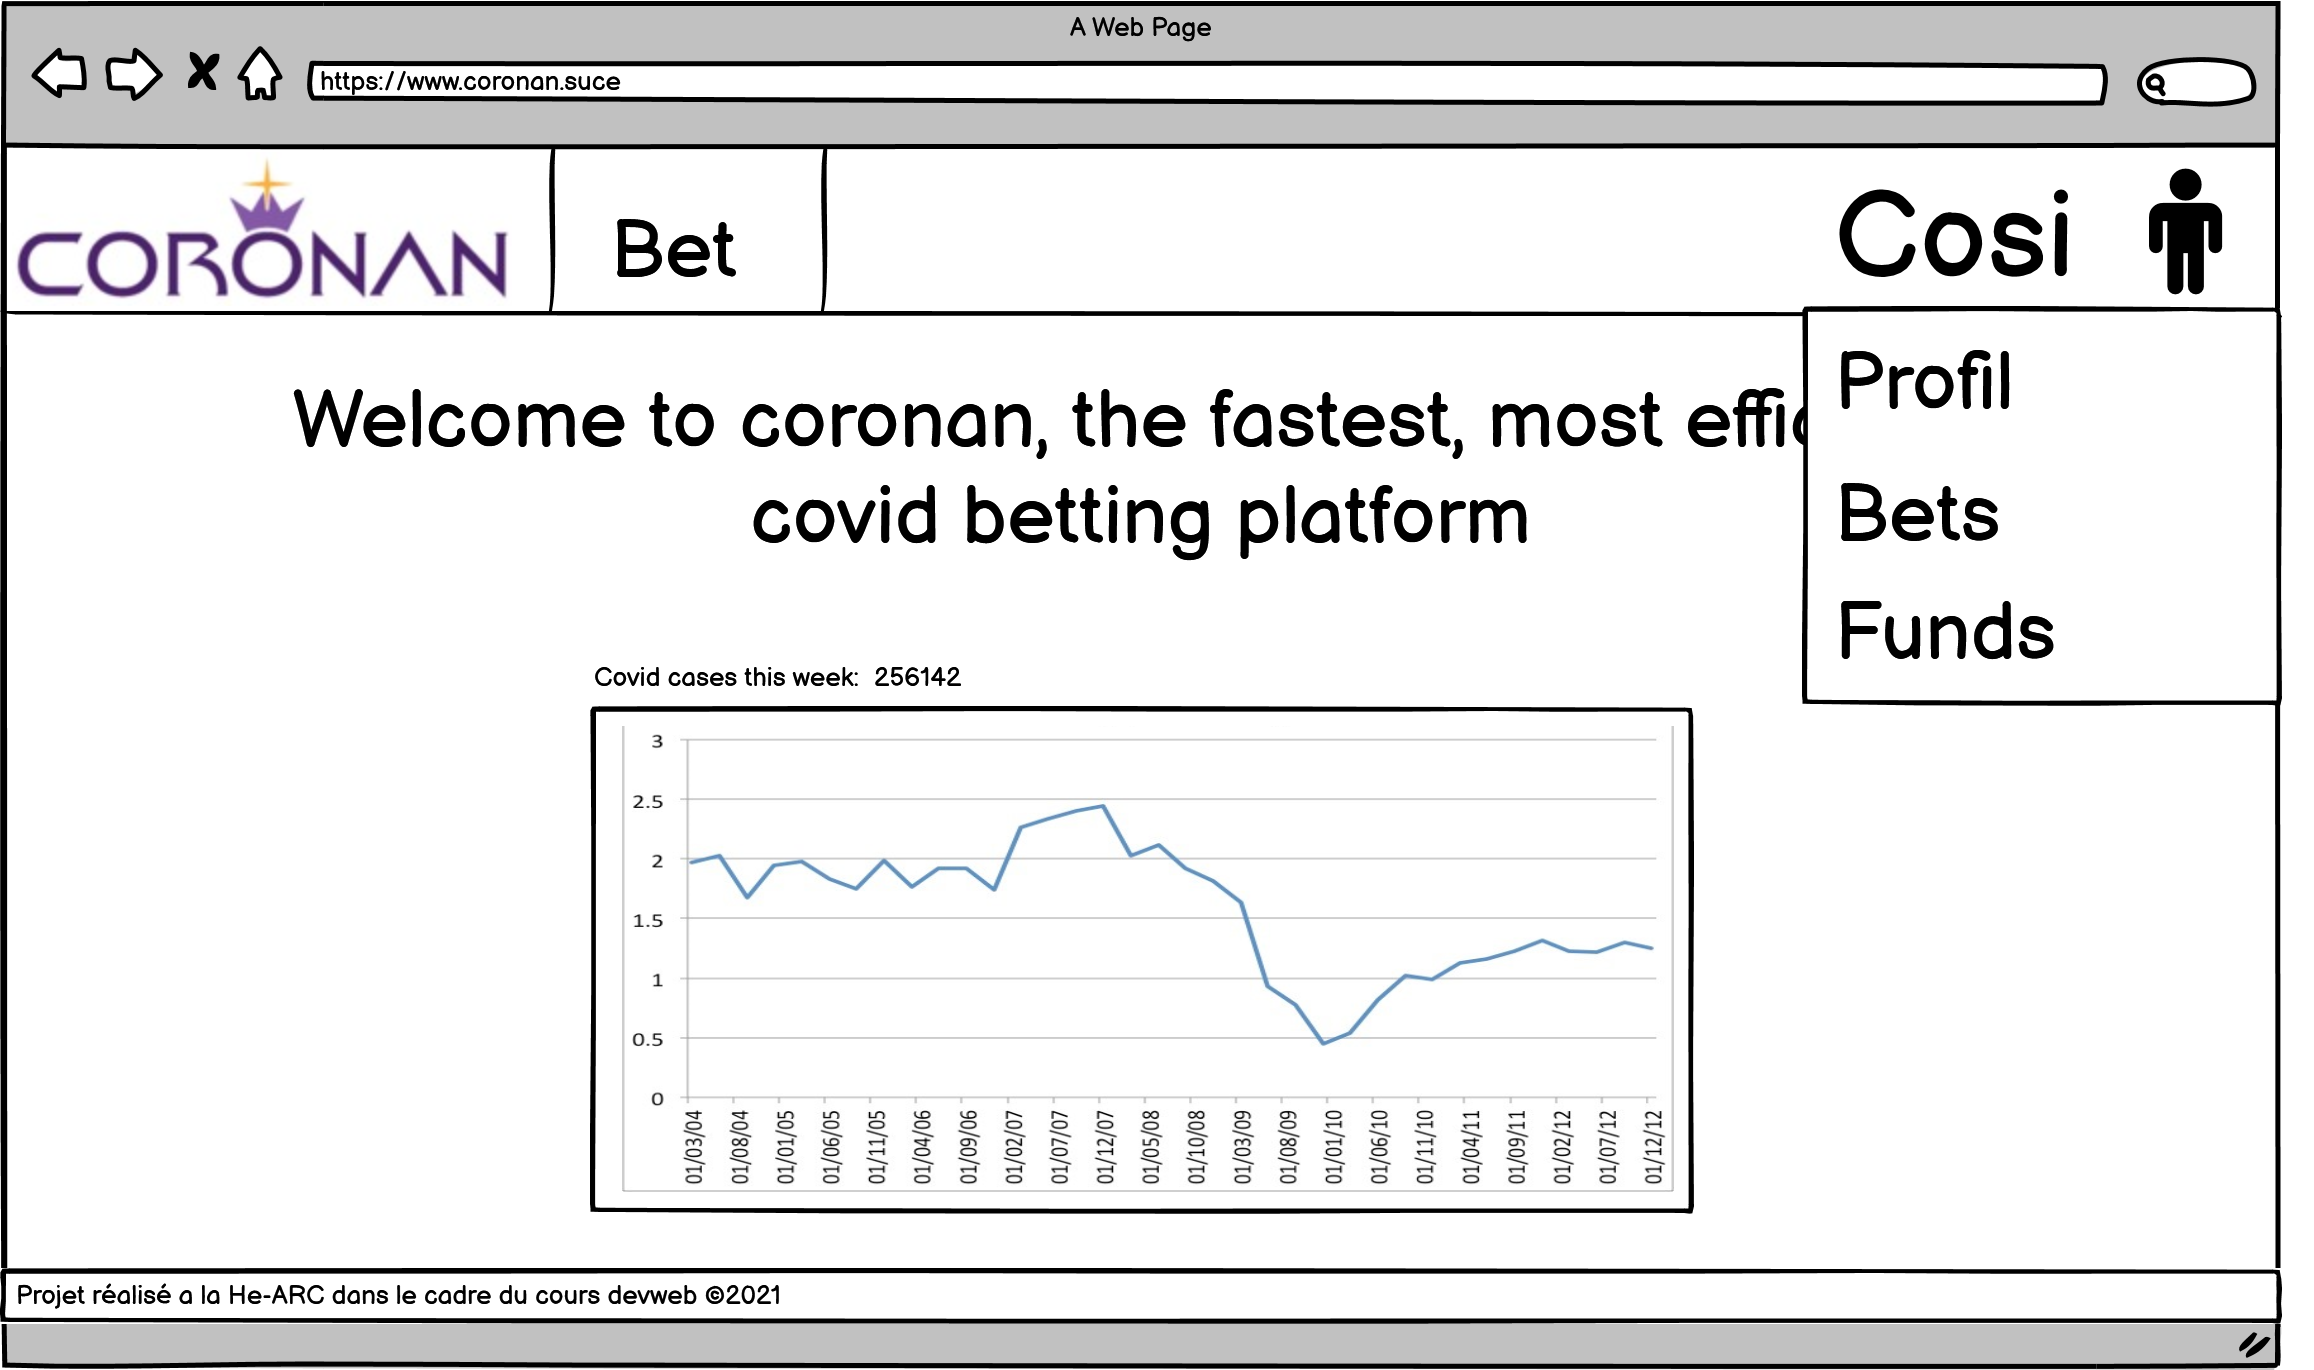 A Web Page
https://www.coronan.suce
CORONAN
Bet
Cosi
Profil
Bets
Funds
Welcome to coronan, the fastest, most
covid betting platform
Covid cases this week: 256142
3
2.5
2
1.5
1
0.5
0
01/03/04
01/08/04
01/01/05
01/06/05
01/11/05
01/04/06
01/09/06
01/02/07
01/07/07
01/12/07
01/05/08
01/10/08
01/03/09
01/08/09
01/01/10
01/06/10
01/11/10
01/04/11
01/09/11
01/02/12
01/07/12
01/12/12
Projet réalisé a la He-ARC dans le cadre du cours devweb ©2021